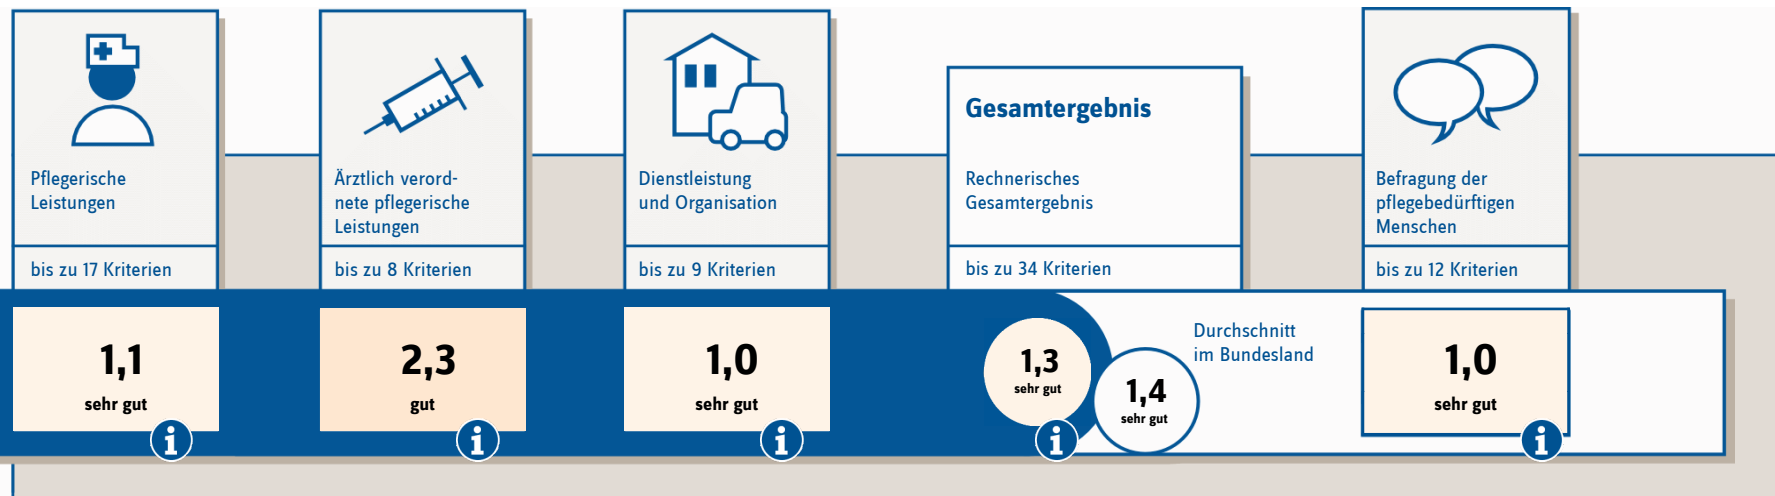 Pflegerische
Leistungen
bis zu 17 Kriterien
1,1
sehr gut
i
Ärztlich verord-
nete pflegerische
Leistungen
bis zu 8 Kriterien
2,3
gut
i
Dienstleistung
und Organisation
bis zu 9 Kriterien
1,0
sehr gut
i
Gesamtergebnis
Rechnerisches
Gesamtergebnis
bis zu 34 Kriterien
1,3
sehr gut
i
1,4
sehr gut
Durchschnitt
im Bundesland
Befragung der
pflegebedürftigen
Menschen
bis zu 12 Kriterien
1,0
sehr gut
i